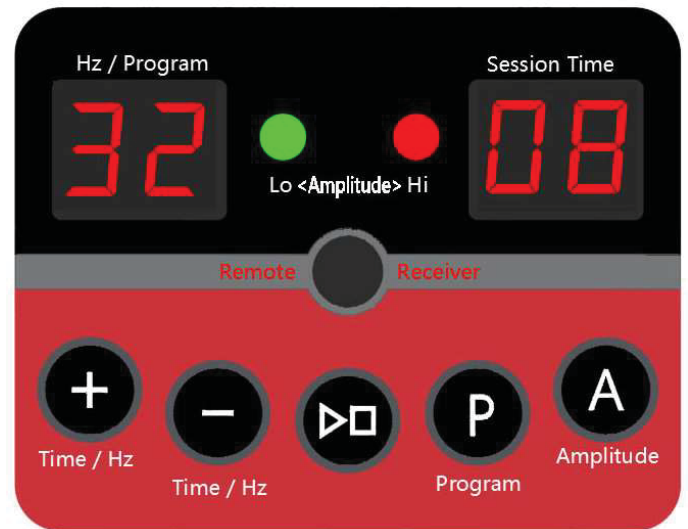 Hz / Program
Session Time
32
08
Lo <Amplitude> Hi
Remote Receiver
+
−
P
A
Time / Hz
Time / Hz
Program
Amplitude